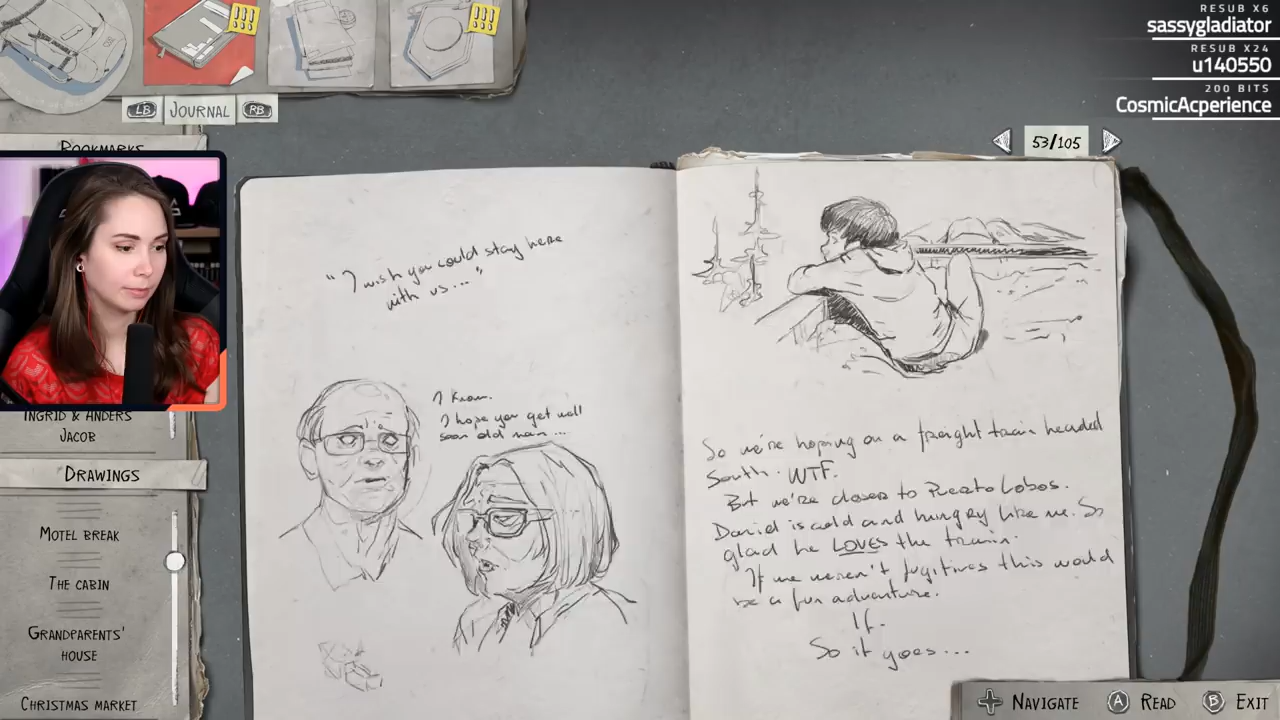 RESUB X6
sassygladiator
RESUB X24
u140550
200 BITS
CosmicAcperience
LB JOURNAL RB
BOOKMARKS
53/105
"I wish you could stay here
with us..."
I know.
I hope you get well
soon old man...
So we're hoping on a freight train headed
South. WTF.
But we're closer to Puerto Lobos.
Daniel is cold and hungry like me. So
glad he LOVES the train.
If we weren't fugitives this would
be a fun adventure.
If.
So it goes...
INGRID & ANDERS
JACOB
DRAWINGS
MOTEL BREAK
THE CABIN
GRANDPARENTS'
HOUSE
CHRISTMAS MARKET
NAVIGATE A READ B EXIT